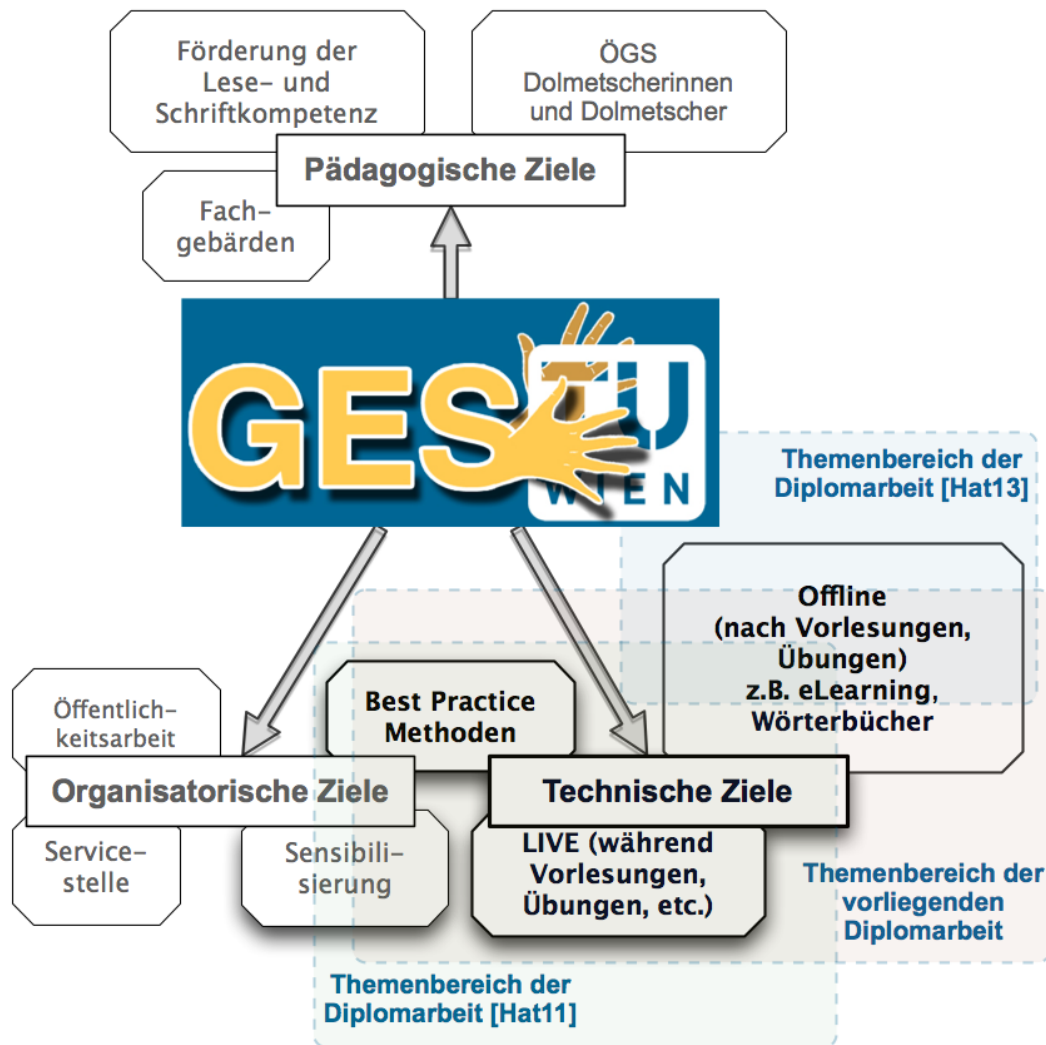 Förderung der
Lese- und
Schriftkompetenz
ÖGS
Dolmetscherinnen
und Dolmetscher
Pädagogische Ziele
Fach-
gebärden
GES TU
WIEN
Themenbereich der
Diplomarbeit [Hat13]
Offline
(nach Vorlesungen,
Übungen)
z.B. eLearning,
Wörterbücher
Best Practice
Methoden
Öffentlich-
keitsarbeit
Organisatorische Ziele
Technische Ziele
Service-
stelle
Sensibili-
sierung
LIVE (während
Vorlesungen,
Übungen, etc.)
Themenbereich der
vorliegenden
Diplomarbeit
Themenbereich der
Diplomarbeit [Hat11]